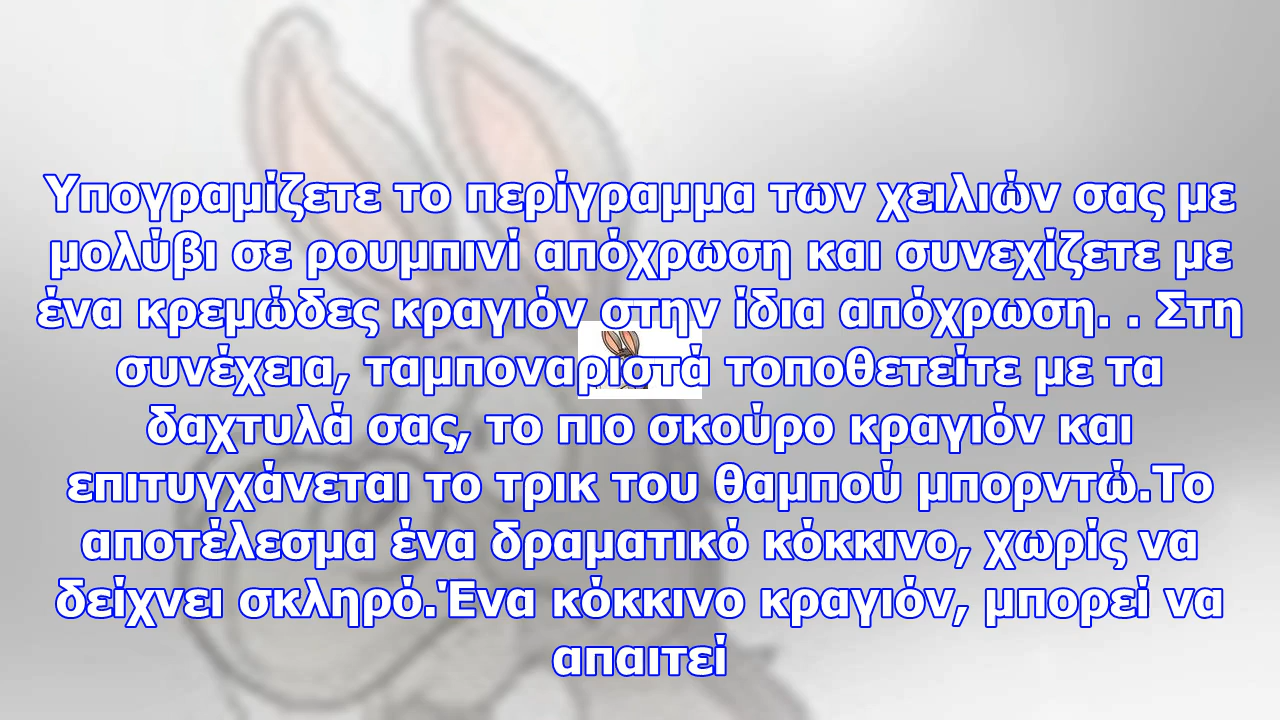 Υπογραμίζετε το περίγραμμα των χειλιών σας με
μολύβι σε ρουμπινί απόχρωση και συνεχίζετε με
ένα κρεμώδες κραγιόν στην ίδια απόχρωση. . Στη
συνέχεια, ταμποναριστά τοποθετείτε με τα
δαχτυλά σας, το πιο σκούρο κραγιόν και
επιτυγχάνεται το τρικ του θαμπού μπορντώ.Το
αποτέλεσμα ένα δραματικό κόκκινο, χωρίς να
δείχνει σκληρό.Ένα κόκκινο κραγιόν, μπορεί να
απαιτεί